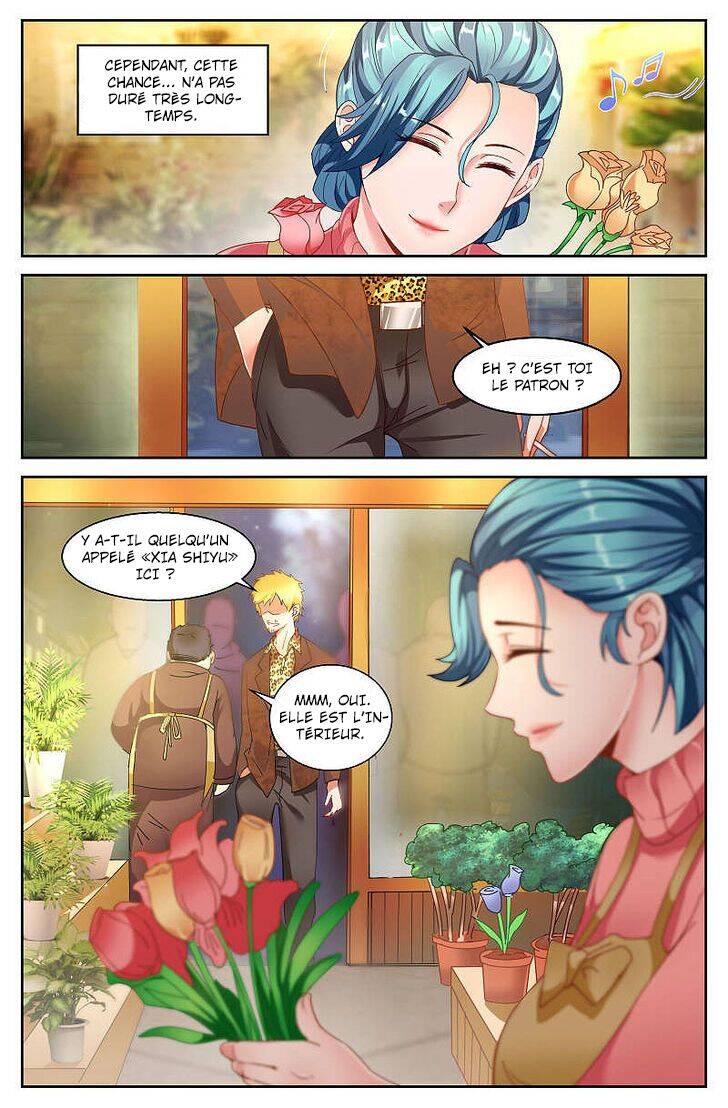 CEPENDANT, CETTE
CHANCE... N'A PAS
DURÉ TRÈS LONG-
TEMPS.
EH ? C'EST TOI
LE PATRON ?
Y A-T-IL QUELQU'UN
APPELÉ «XIA SHIYU»
ICI ?
MMM, OUI.
ELLE EST L'IN-
TÉRIEUR.